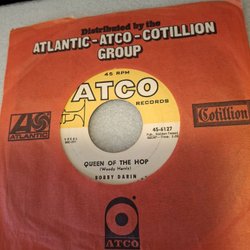 Distributed by the
ATLANTIC-ATCO-COTILLION
GROUP
45 RPM
ATCO
RECORDS
VOCAL
45-6127
QUEEN OF THE HOP
(Woody Harris)
BOBBY DARIN
ATLANTIC
Cotillion
ATCO